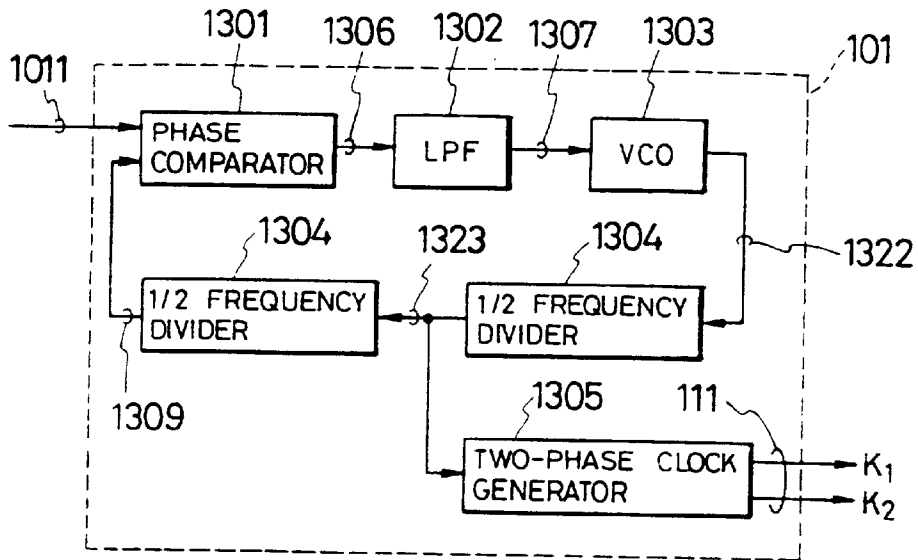 1301
1306
1302
1307
1303
101
1011
PHASE
COMPARATOR
LPF
VCO
1304
1323
1304
1322
1/2 FREQUENCY
DIVIDER
1/2 FREQUENCY
DIVIDER
1309
1305
111
TWO-PHASE CLOCK
GENERATOR
K1
K2